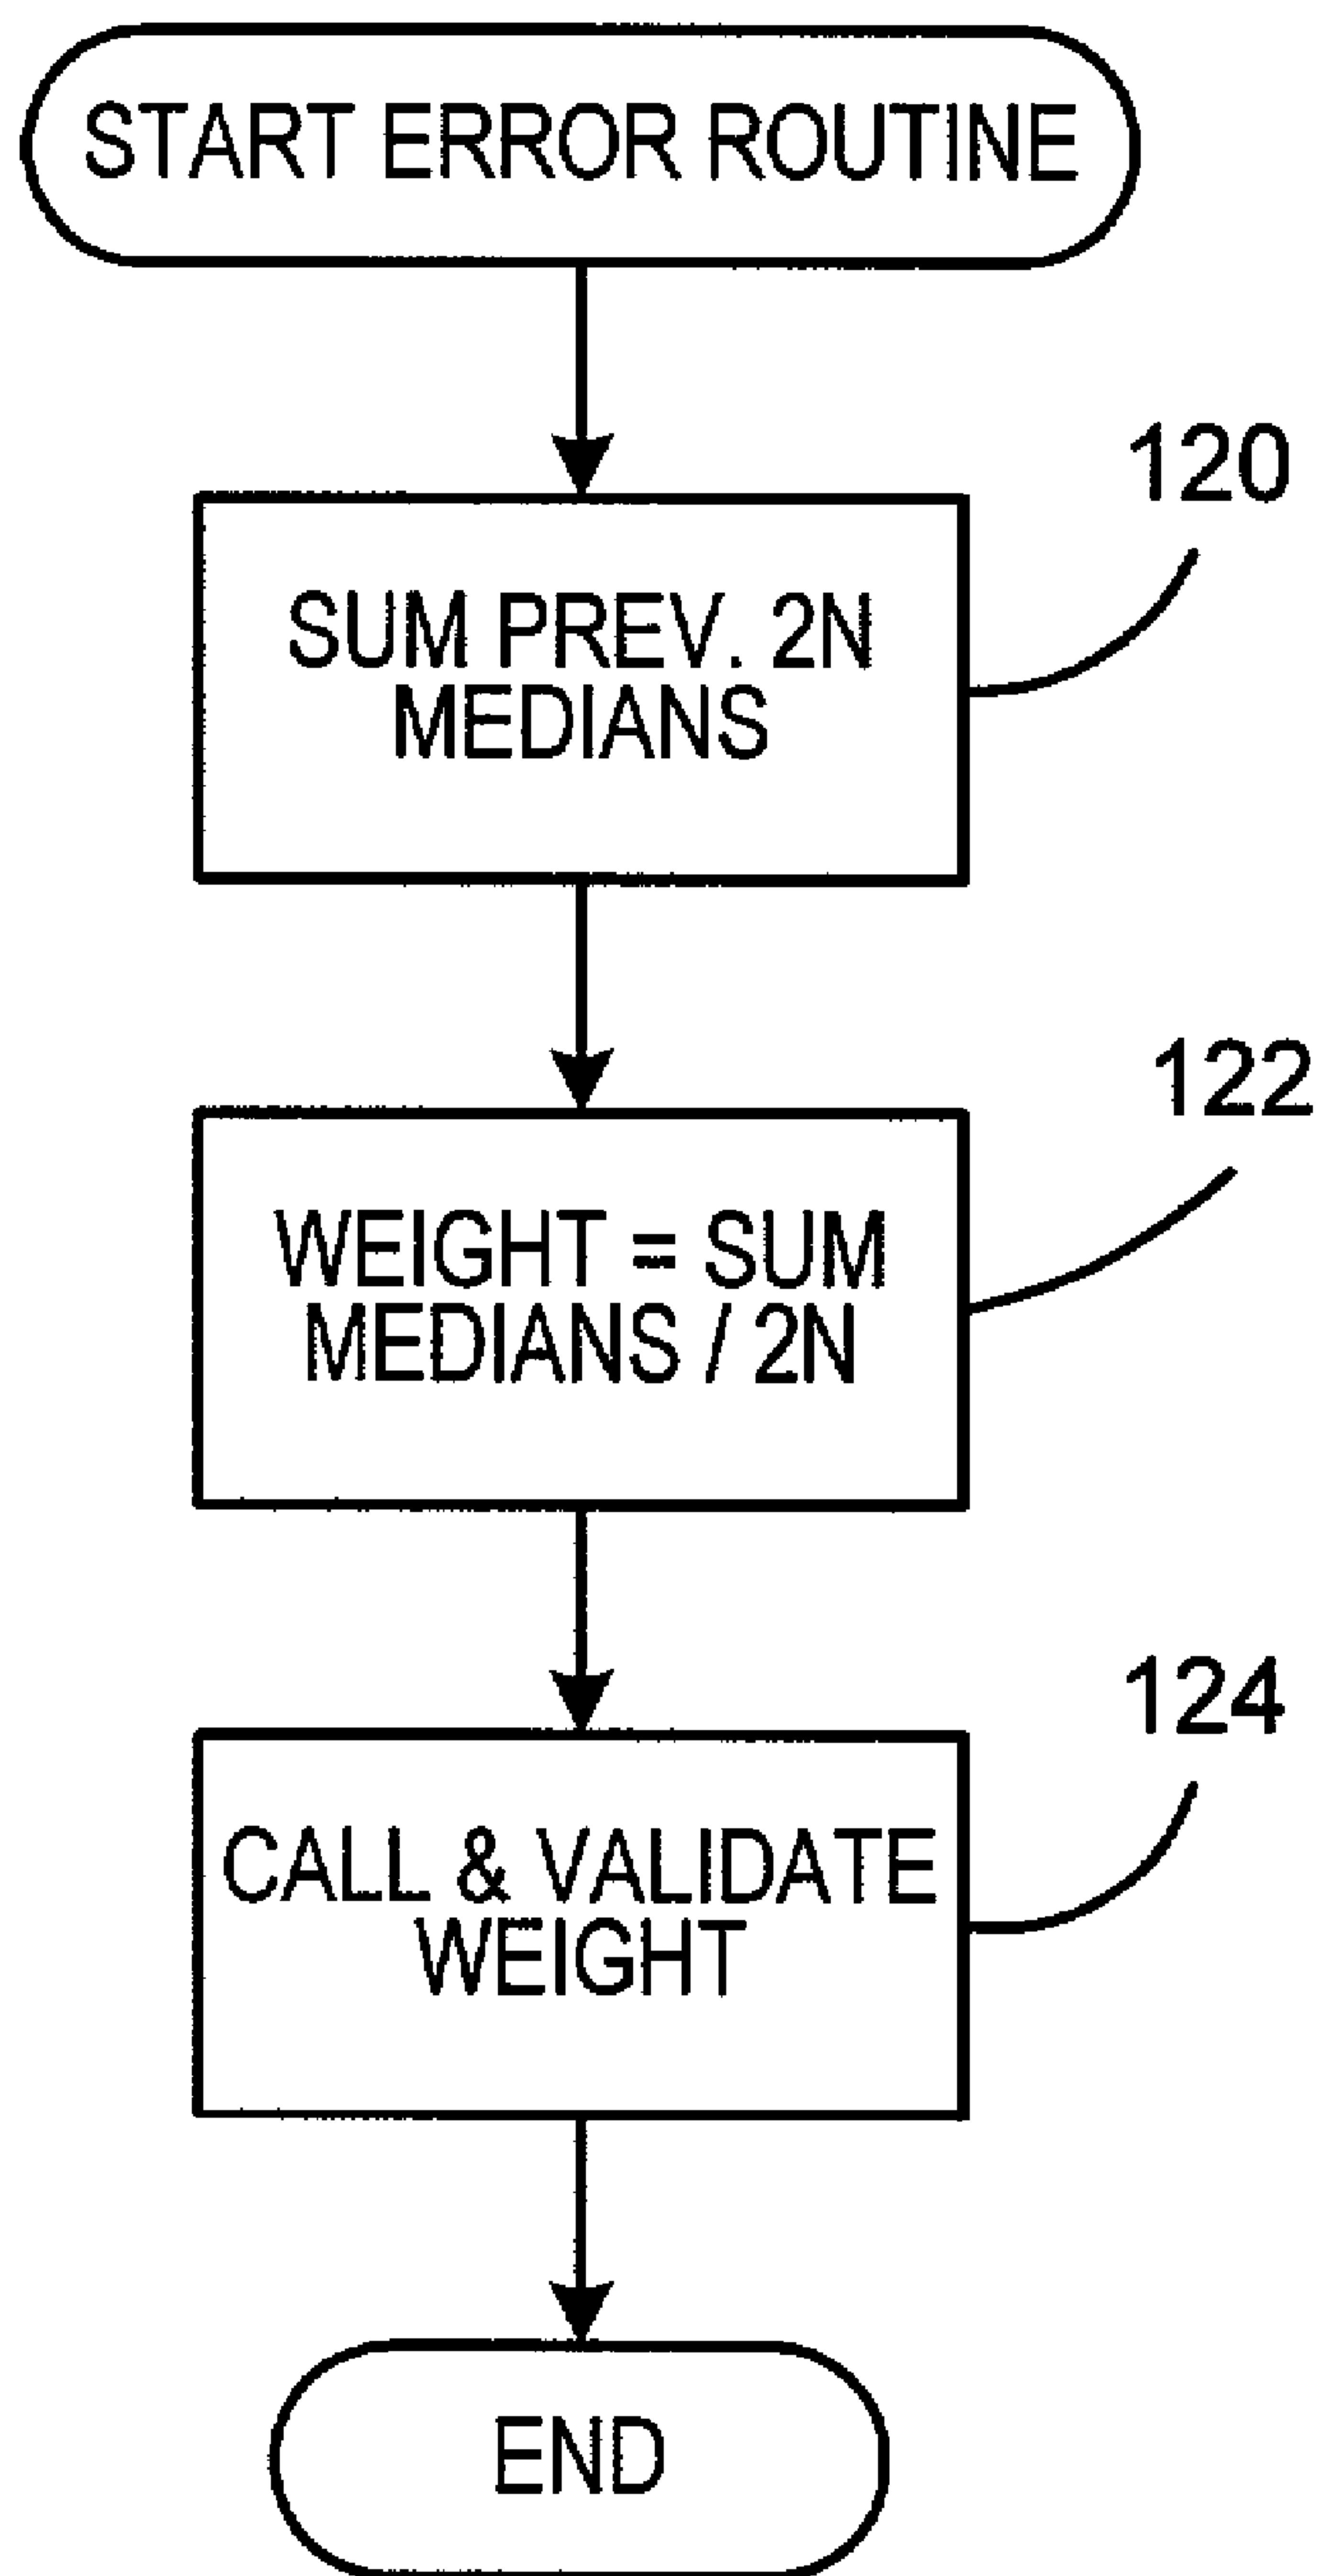 START ERROR ROUTINE
120
SUM PREV. 2N
MEDIANS
122
WEIGHT = SUM
MEDIANS / 2N
124
CALL & VALIDATE
WEIGHT
END